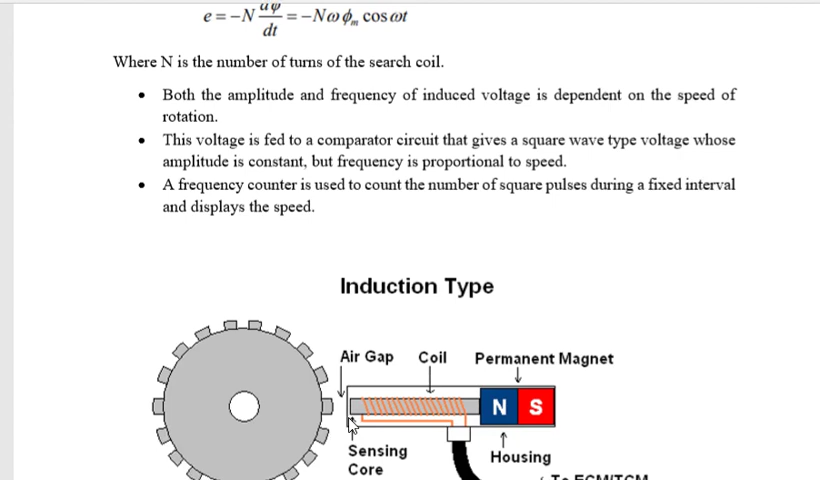 e = −N dφ/dt = −Nωϕm cos ωt
Where N is the number of turns of the search coil.
• Both the amplitude and frequency of induced voltage is dependent on the speed of
rotation.
• This voltage is fed to a comparator circuit that gives a square wave type voltage whose
amplitude is constant, but frequency is proportional to speed.
• A frequency counter is used to count the number of square pulses during a fixed interval
and displays the speed.
Induction Type
Air Gap Coil Permanent Magnet
N S
Sensing
Core
Housing
To ECM/TCM